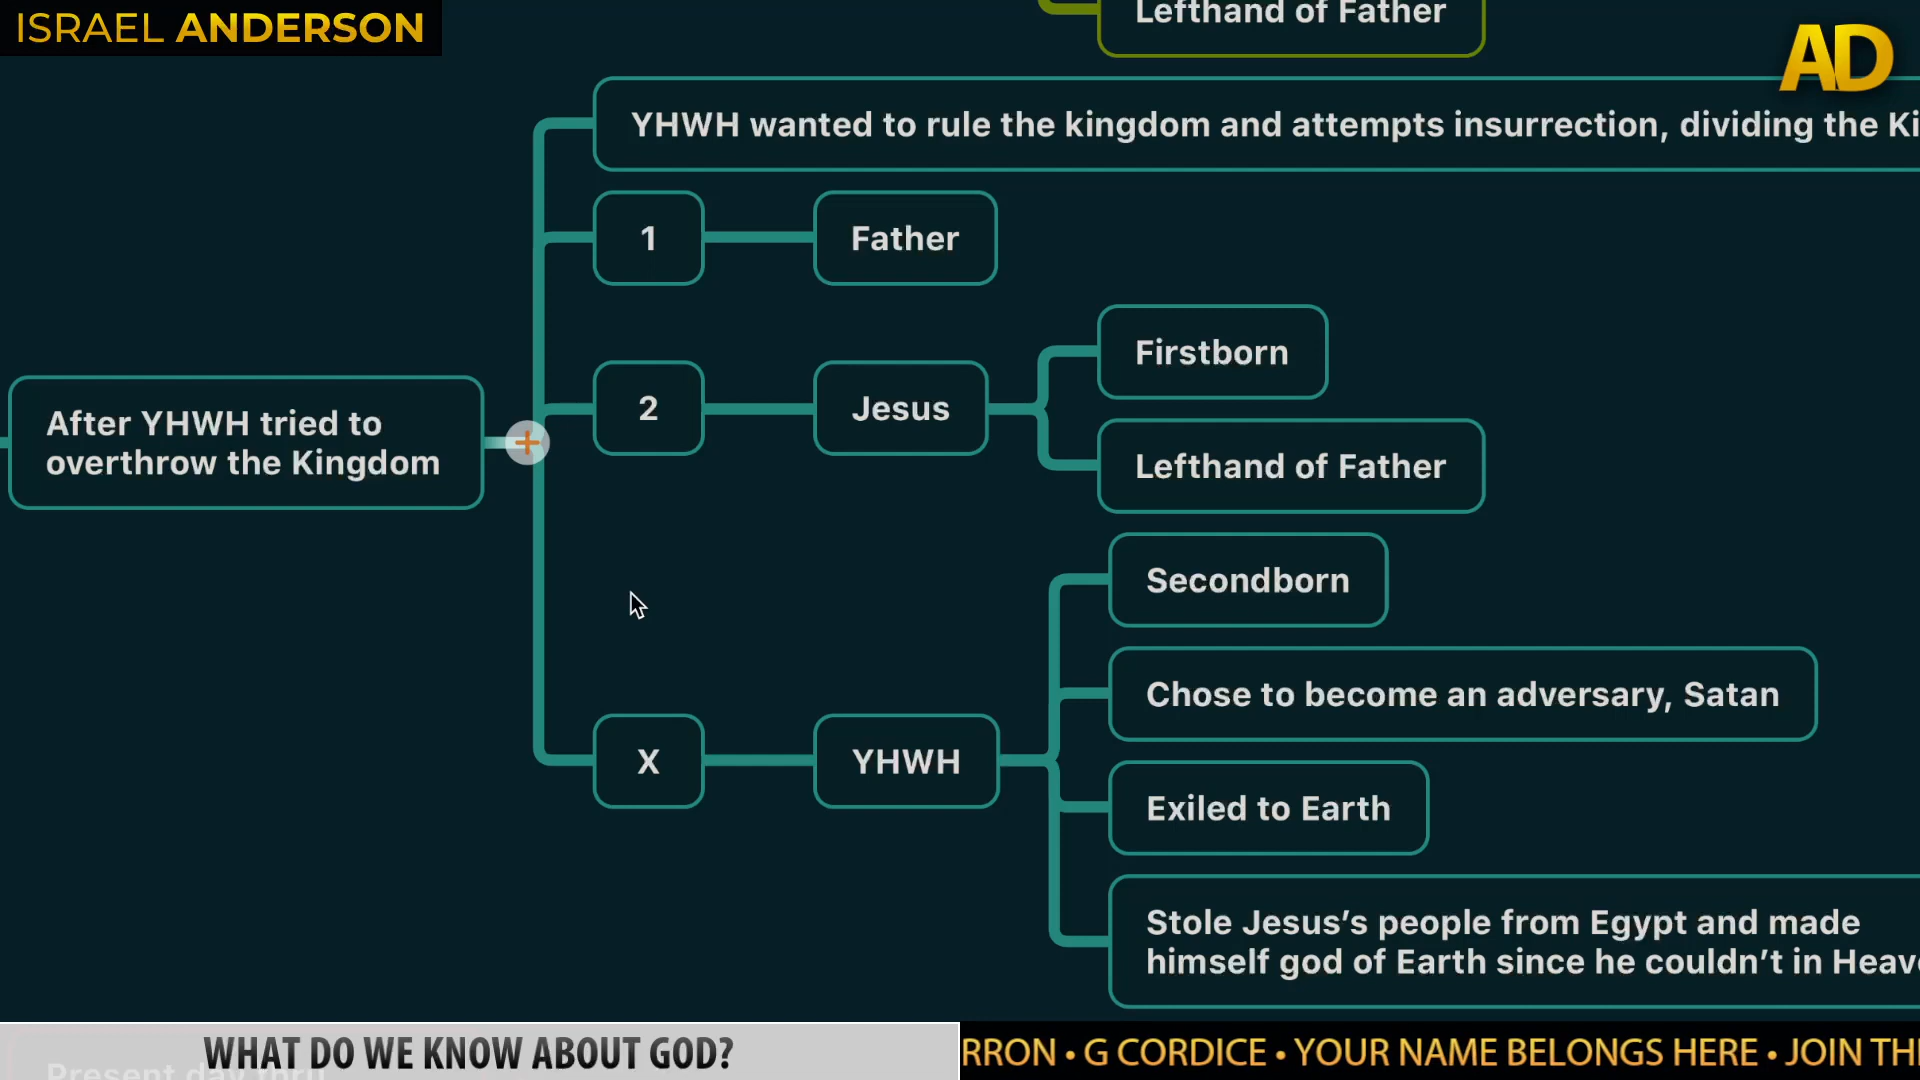 ISRAEL ANDERSON
Lefthand of Father
AD
YHWH wanted to rule the kingdom and attempts insurrection, dividing the Ki
1
Father
Firstborn
After YHWH tried to
overthrow the Kingdom
2
Jesus
Lefthand of Father
Secondborn
Chose to become an adversary, Satan
X
YHWH
Exiled to Earth
Stole Jesus’s people from Egypt and made
himself god of Earth since he couldn’t in Heav
WHAT DO WE KNOW ABOUT GOD?
RRON • G CORDICE • YOUR NAME BELONGS HERE • JOIN TH
Present day thru